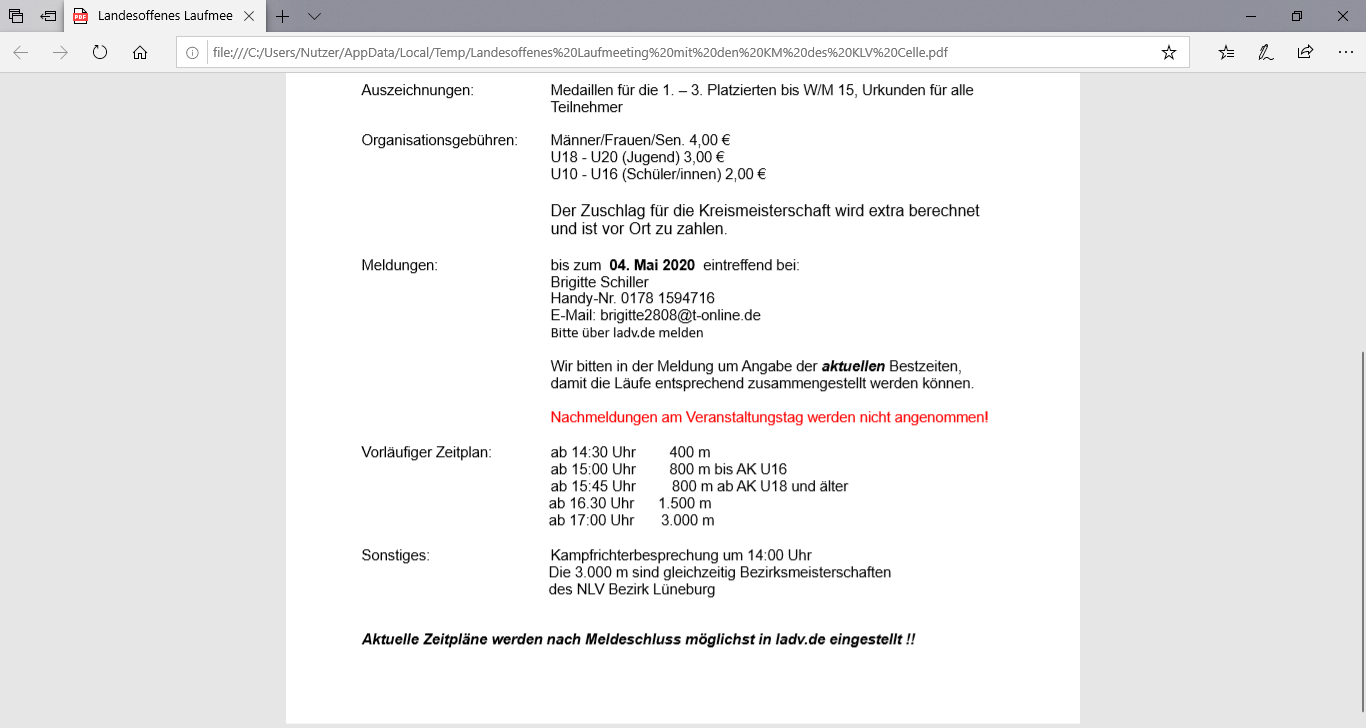 Landesoffenes Laufmee
file:///C:/Users/Nutzer/AppData/Local/Temp/Landesoffenes%20Laufmeeting%20mit%20den%20KM%20des%20KLV%20Celle.pdf
Auszeichnungen: Medaillen für die 1. – 3. Platzierten bis W/M 15, Urkunden für alle
Teilnehmer
Organisationsgebühren: Männer/Frauen/Sen. 4,00 €
U18 - U20 (Jugend) 3,00 €
U10 - U16 (Schüler/innen) 2,00 €
Der Zuschlag für die Kreismeisterschaft wird extra berechnet
und ist vor Ort zu zahlen.
Meldungen: bis zum 04. Mai 2020 eintreffend bei:
Brigitte Schiller
Handy-Nr. 0178 1594716
E-Mail: brigitte2808@t-online.de
Bitte über ladv.de melden
Wir bitten in der Meldung um Angabe der aktuellen Bestzeiten,
damit die Läufe entsprechend zusammengestellt werden können.
Nachmeldungen am Veranstaltungstag werden nicht angenommen!
Vorläufiger Zeitplan: ab 14:30 Uhr 400 m
ab 15:00 Uhr 800 m bis AK U16
ab 15:45 Uhr 800 m ab AK U18 und älter
ab 16.30 Uhr 1.500 m
ab 17:00 Uhr 3.000 m
Sonstiges: Kampfrichterbesprechung um 14:00 Uhr
Die 3.000 m sind gleichzeitig Bezirksmeisterschaften
des NLV Bezirk Lüneburg
Aktuelle Zeitpläne werden nach Meldeschluss möglichst in ladv.de eingestellt !!